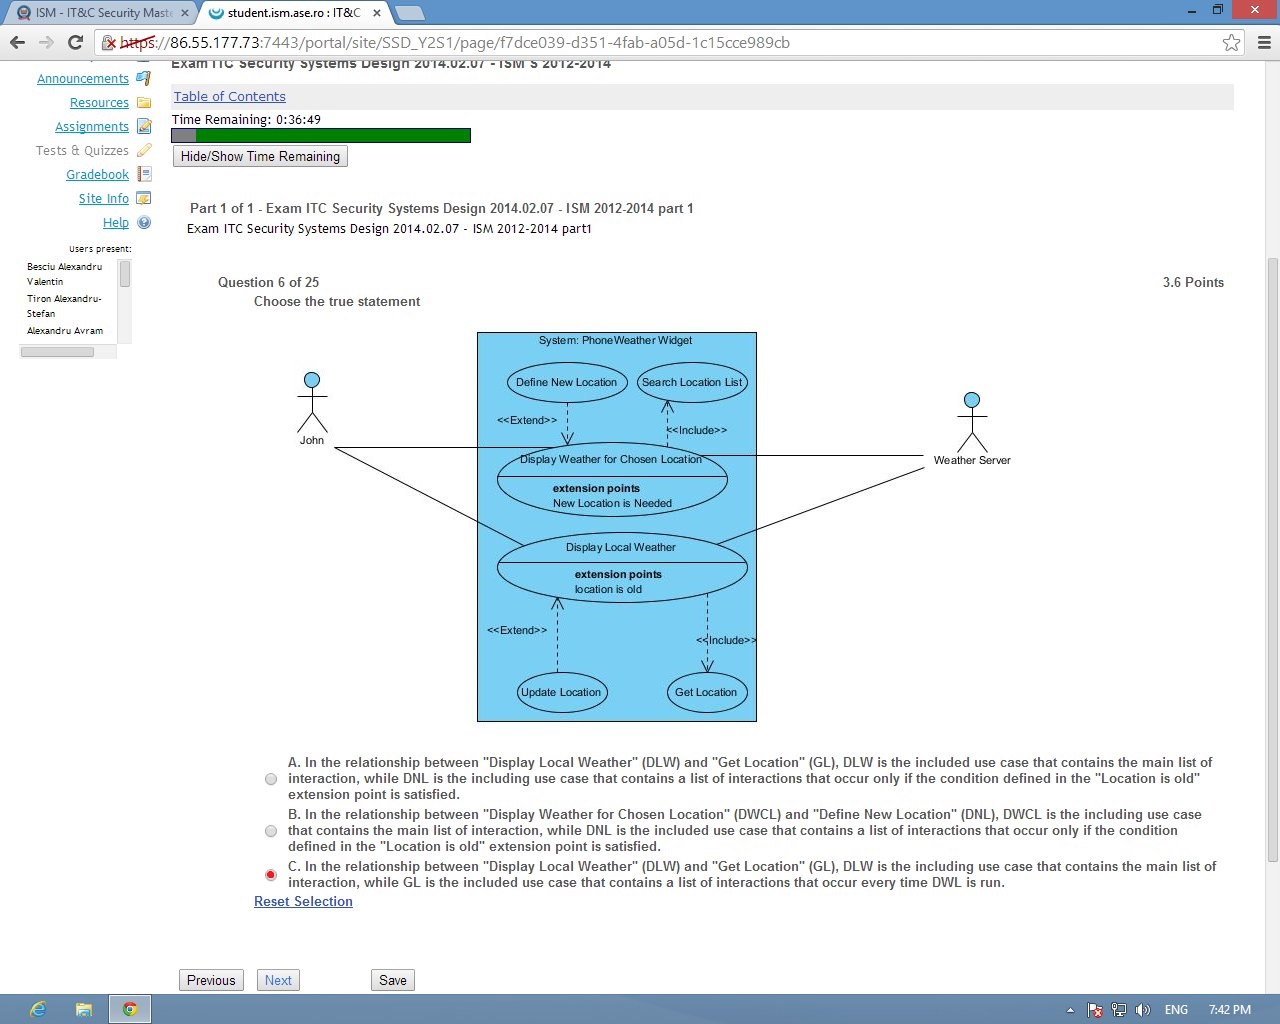 ISM - IT&C Security Maste
student.ism.ase.ro : IT&C
https://86.55.177.73:7443/portal/site/SSD_Y2S1/page/f7dce039-d351-4fab-a05d-1c15cce989cb
Exam ITC Security Systems Design 2014.02.07 - ISM S 2012-2014
Announcements
Resources
Assignments
Tests & Quizzes
Gradebook
Site Info
Help
Users present:
Besciu Alexandru
Valentin
Tiron Alexandru-
Stefan
Alexandru Avram
Table of Contents
Time Remaining: 0:36:49
Hide/Show Time Remaining
Part 1 of 1 - Exam ITC Security Systems Design 2014.02.07 - ISM 2012-2014 part 1
Exam ITC Security Systems Design 2014.02.07 - ISM 2012-2014 part1
Question 6 of 25
3.6 Points
Choose the true statement
System: PhoneWeather Widget
Define New Location
Search Location List
<<Extend>>
<<Include>>
John
Weather Server
Display Weather for Chosen Location
extension points
New Location is Needed
Display Local Weather
extension points
location is old
<<Extend>>
<<Include>>
Update Location
Get Location
A. In the relationship between "Display Local Weather" (DLW) and "Get Location" (GL), DLW is the included use case that contains the main list of
interaction, while DNL is the including use case that contains a list of interactions that occur only if the condition defined in the "Location is old"
extension point is satisfied.
B. In the relationship between "Display Weather for Chosen Location" (DWCL) and "Define New Location" (DNL), DWCL is the including use case
that contains the main list of interaction, while DNL is the included use case that contains a list of interactions that occur only if the condition
defined in the "Location is old" extension point is satisfied.
C. In the relationship between "Display Local Weather" (DLW) and "Get Location" (GL), DLW is the including use case that contains the main list of
interaction, while GL is the included use case that contains a list of interactions that occur every time DWL is run.
Reset Selection
Previous
Next
Save
ENG
7:42 PM